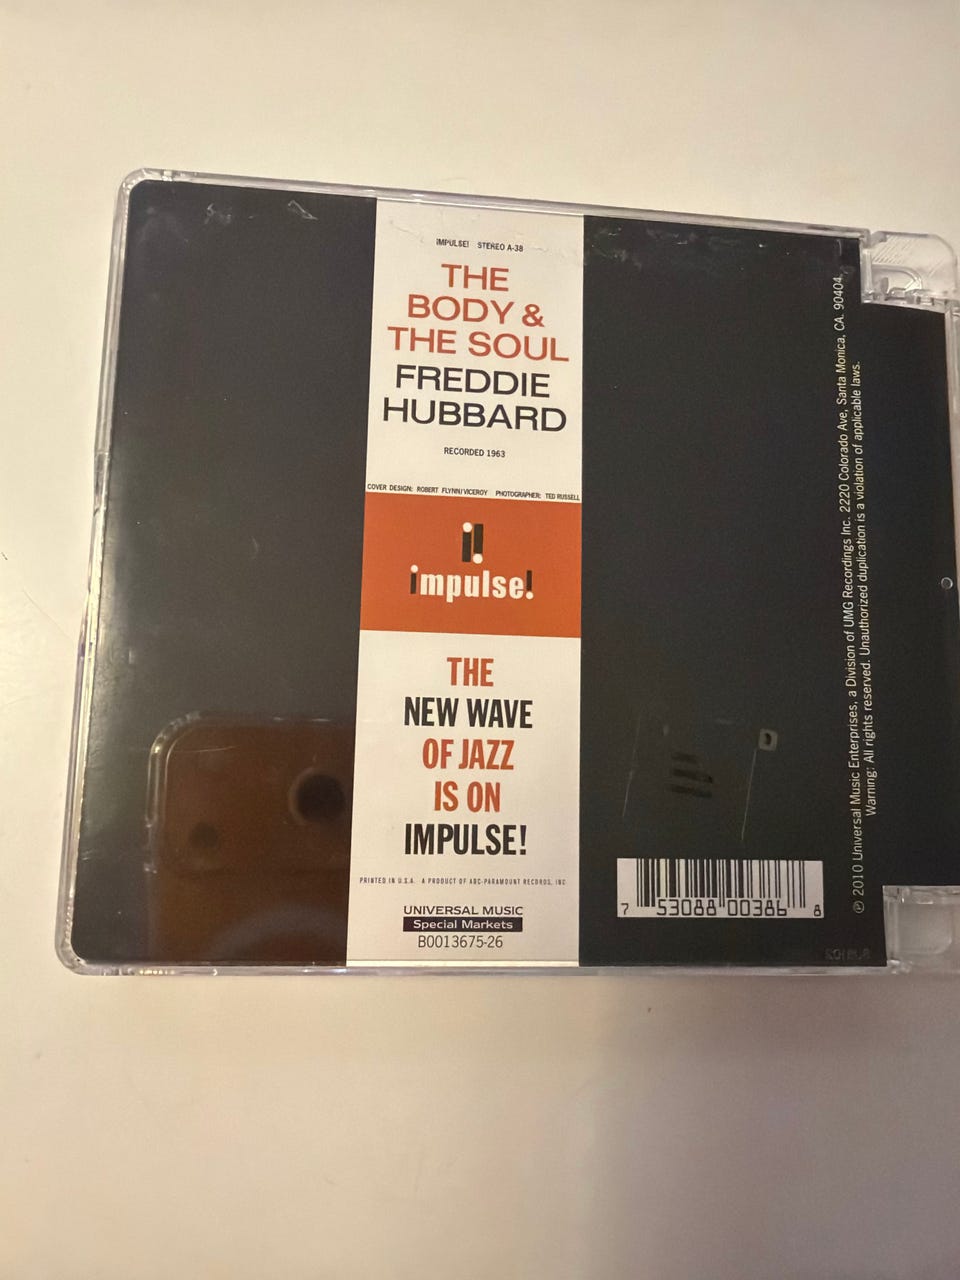 IMPULSE! STEREO A-38
THE
BODY &
THE SOUL
FREDDIE
HUBBARD
RECORDED 1963
COVER DESIGN: ROBERT FLYNN/VICEROY PHOTOGRAPHER: TED RUSSELL
impulse!
THE
NEW WAVE
OF JAZZ
IS ON
IMPULSE!
PRINTED IN U.S.A. A PRODUCT OF ABC-PARAMOUNT RECORDS, INC
UNIVERSAL MUSIC
Special Markets
B0013675-26
7 53088 00386 8
℗ 2010 Universal Music Enterprises, a Division of UMG Recordings Inc. 2220 Colorado Ave, Santa Monica, CA. 90404,
Warning: All rights reserved. Unauthorized duplication is a violation of applicable laws.